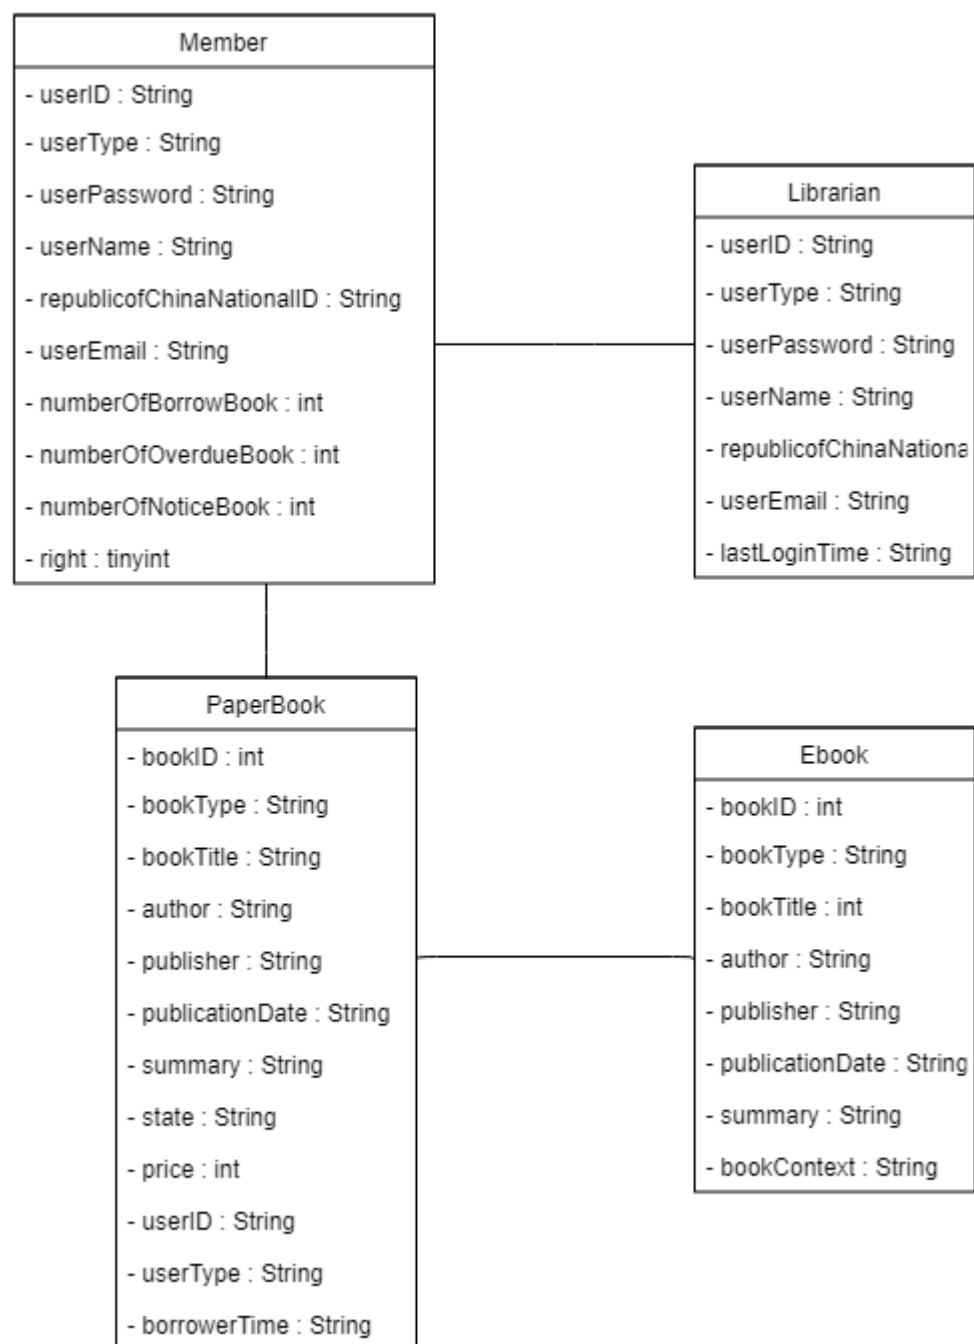 Member
- userID : String
- userType : String
- userPassword : String
- userName : String
- republicofChinaNationalID : String
- userEmail : String
- numberOfBorrowBook : int
- numberOfOverdueBook : int
- numberOfNoticeBook : int
- right : tinyint
Librarian
- userID : String
- userType : String
- userPassword : String
- userName : String
- republicofChinaNationa
- userEmail : String
- lastLoginTime : String
PaperBook
- bookID : int
- bookType : String
- bookTitle : String
- author : String
- publisher : String
- publicationDate : String
- summary : String
- state : String
- price : int
- userID : String
- userType : String
- borrowerTime : String
Ebook
- bookID : int
- bookType : String
- bookTitle : int
- author : String
- publisher : String
- publicationDate : String
- summary : String
- bookContext : String